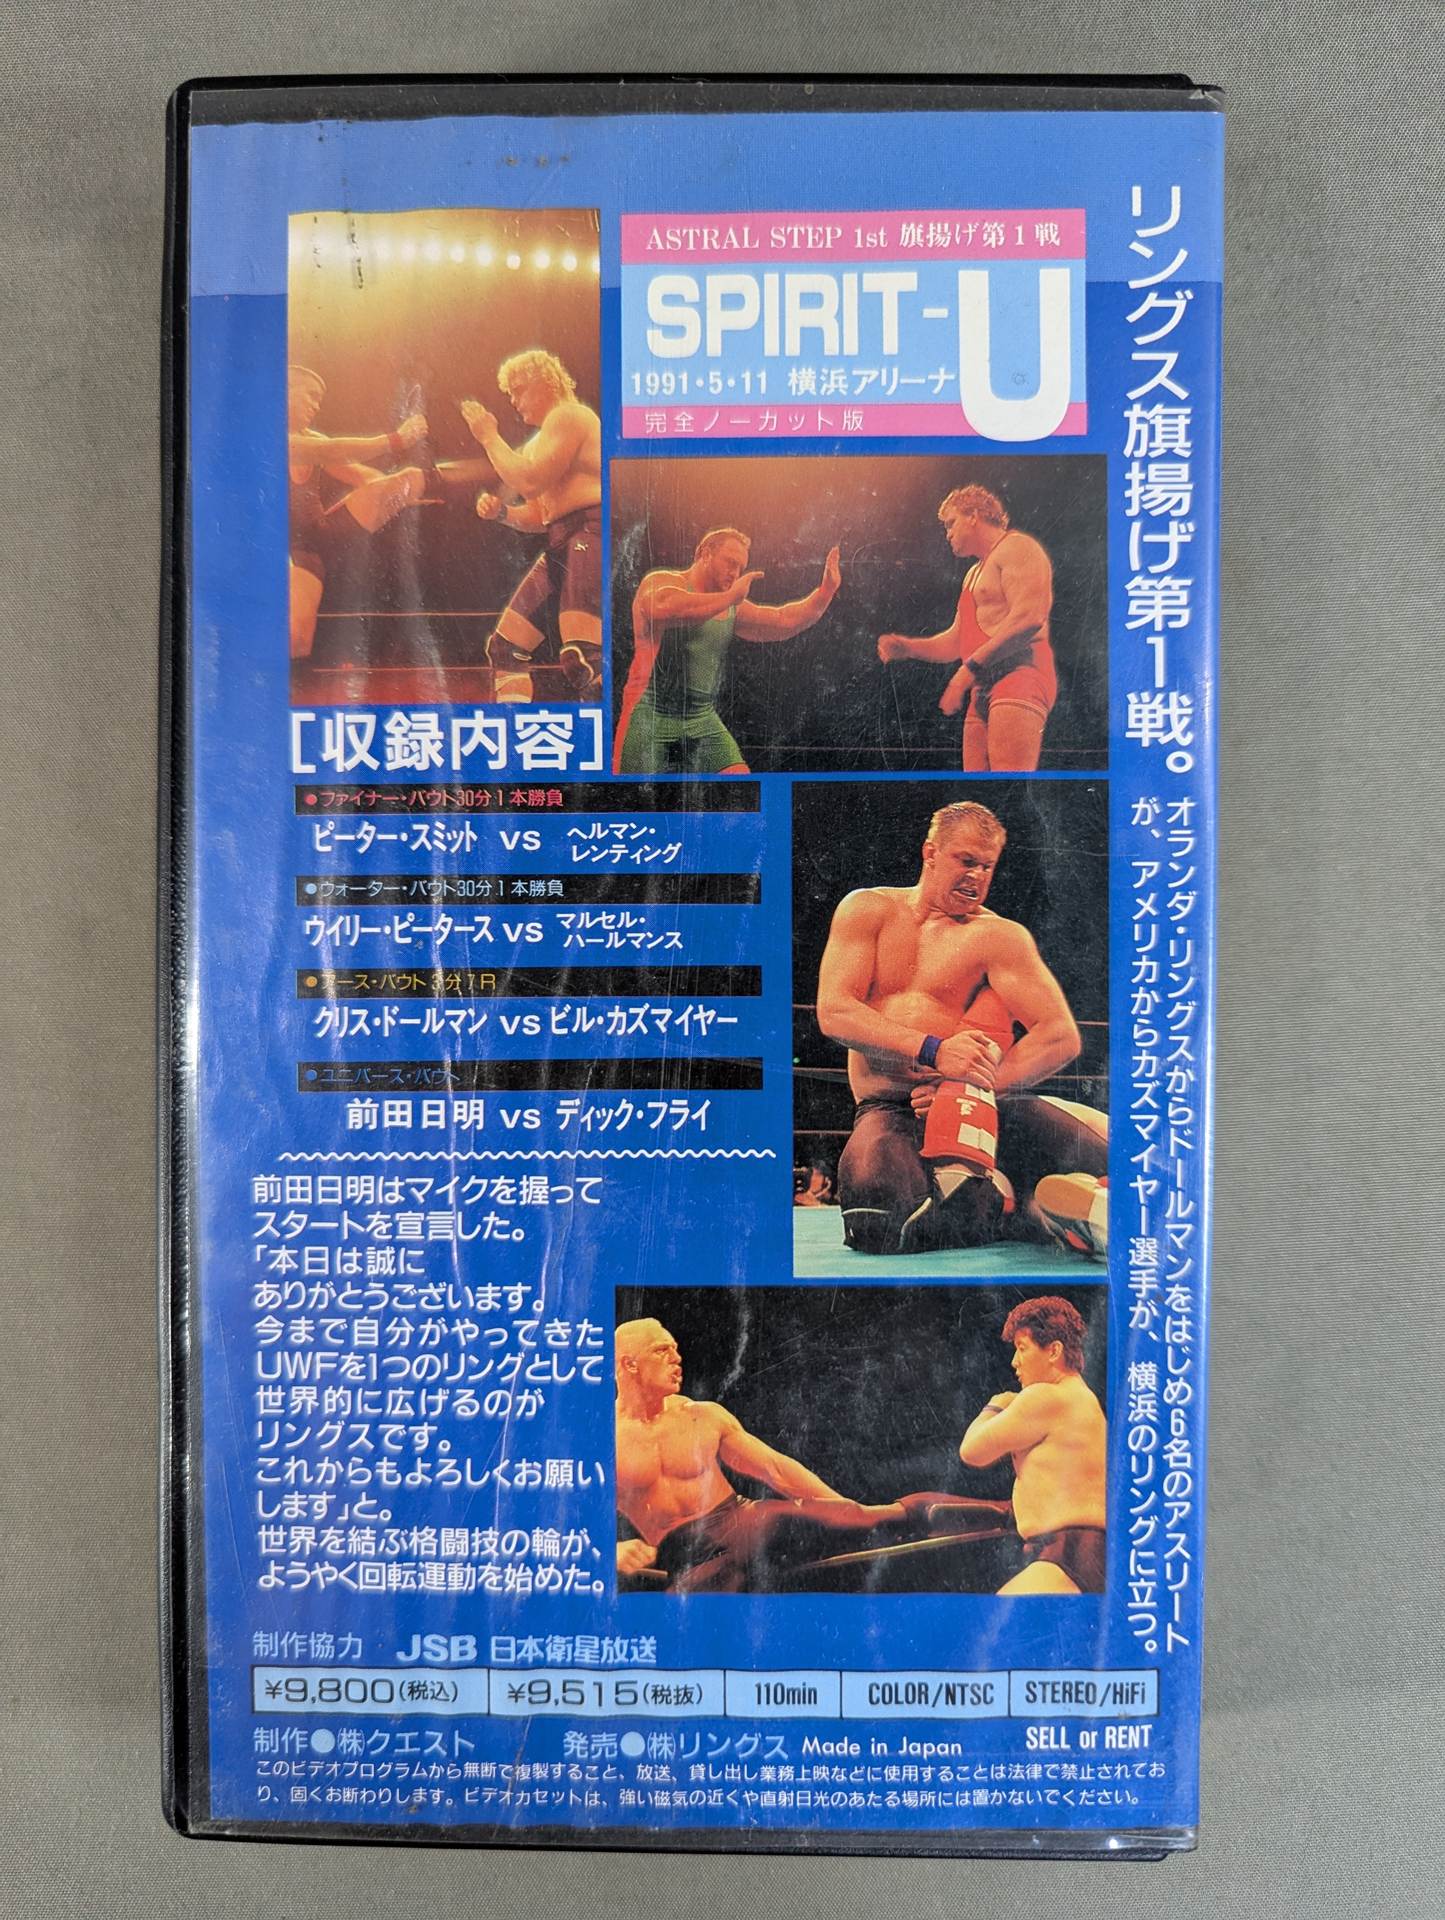 リングス旗揚げ第1戦。
オランダ・リングスからドールマンをはじめ6名のアスリート
が、アメリカからカズマイヤー選手が、横浜のリングに立つ。
ASTRAL STEP 1st 旗揚げ第1戦
SPIRIT-U
1991・5・11 横浜アリーナ
完全ノーカット版
[収録内容]
●ファイナー・バウト30分1本勝負
ピーター・スミット vs ヘルマン・
レンティング
●ウォーター・バウト30分1本勝負
ウイリー・ピータース vs マルセル・
ハールマンス
●アース・バウト3分7R
クリス・ドールマン vs ビル・カズマイヤー
●ユニバース・バウト
前田日明 vs ディック・フライ
前田日明はマイクを握って
スタートを宣言した。
「本日は誠に
ありがとうございます。
今まで自分がやってきた
UWFを1つのリングとして
世界的に広げるのが
リングスです。
これからもよろしくお願い
します」と。
世界を結ぶ格闘技の輪が、
ようやく回転運動を始めた。
制作協力 JSB 日本衛星放送
¥9,800(税込) ¥9,515(税抜) 110min COLOR/NTSC STEREO/HiFi
制作●㈱クエスト 発売●㈱リングス Made in Japan SELL or RENT
このビデオプログラムから無断で複製すること、放送、貸し出し業務上映などに使用することは法律で禁止されてお
り、固くお断わりします。ビデオカセットは、強い磁気の近くや直射日光のあたる場所には置かないでください。